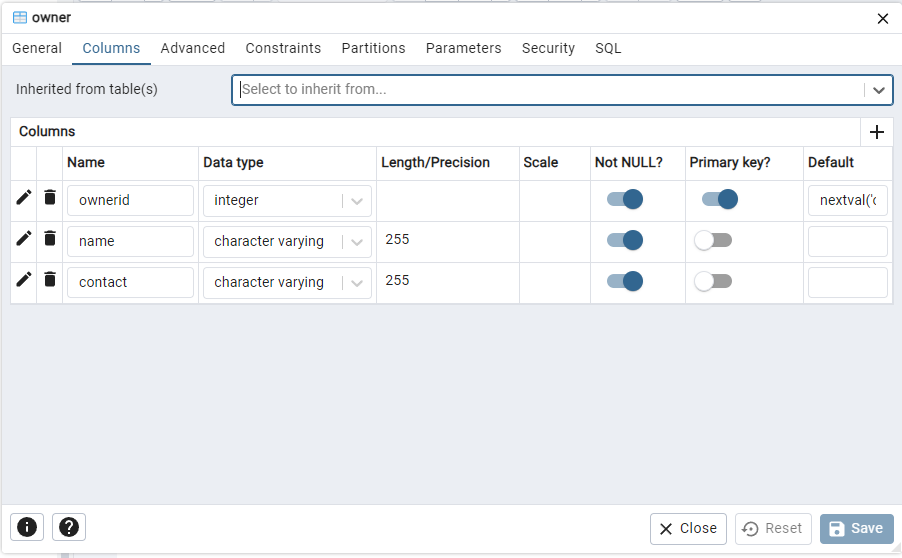 owner
General Columns Advanced Constraints Partitions Parameters Security SQL
Inherited from table(s) Select to inherit from...
Columns
Name Data type Length/Precision Scale Not NULL? Primary key? Default
ownerid integer nextval('
name character varying 255
contact character varying 255
Close Reset Save